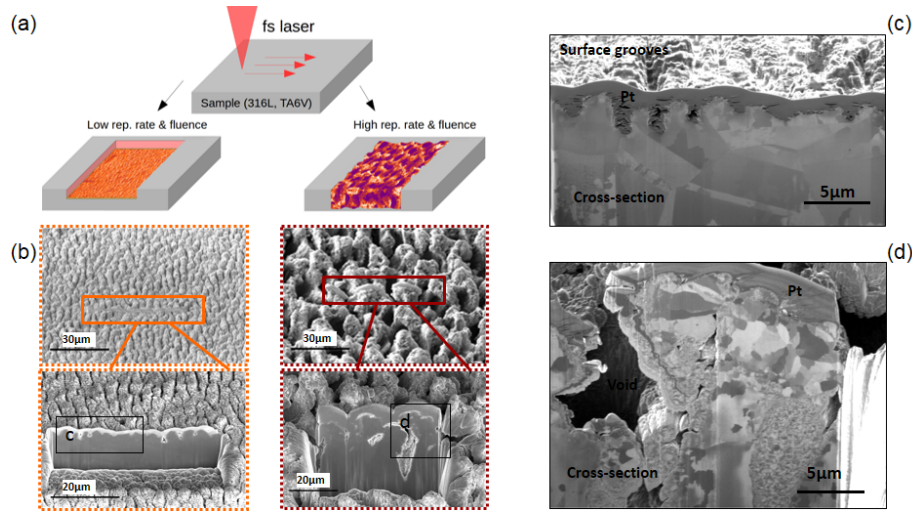 (a)
fs laser
Sample (316L, TA6V)
Low rep. rate & fluence
High rep. rate & fluence
(b)
30µm
30µm
c
20µm
d
20µm
(c)
Surface grooves
Pt
Cross-section
5µm
(d)
Pt
Void
Cross-section
5µm